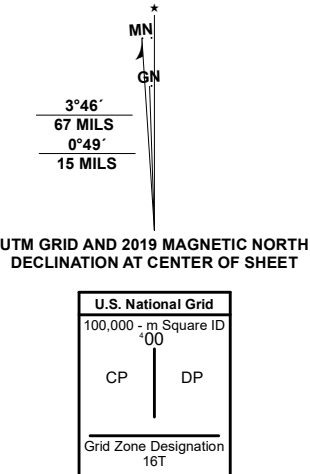 ★
MN
GN
3°46´
67 MILS
0°49´
15 MILS
UTM GRID AND 2019 MAGNETIC NORTH
DECLINATION AT CENTER OF SHEET
U.S. National Grid
100,000 - m Square ID
⁴00
CP DP
Grid Zone Designation
16T